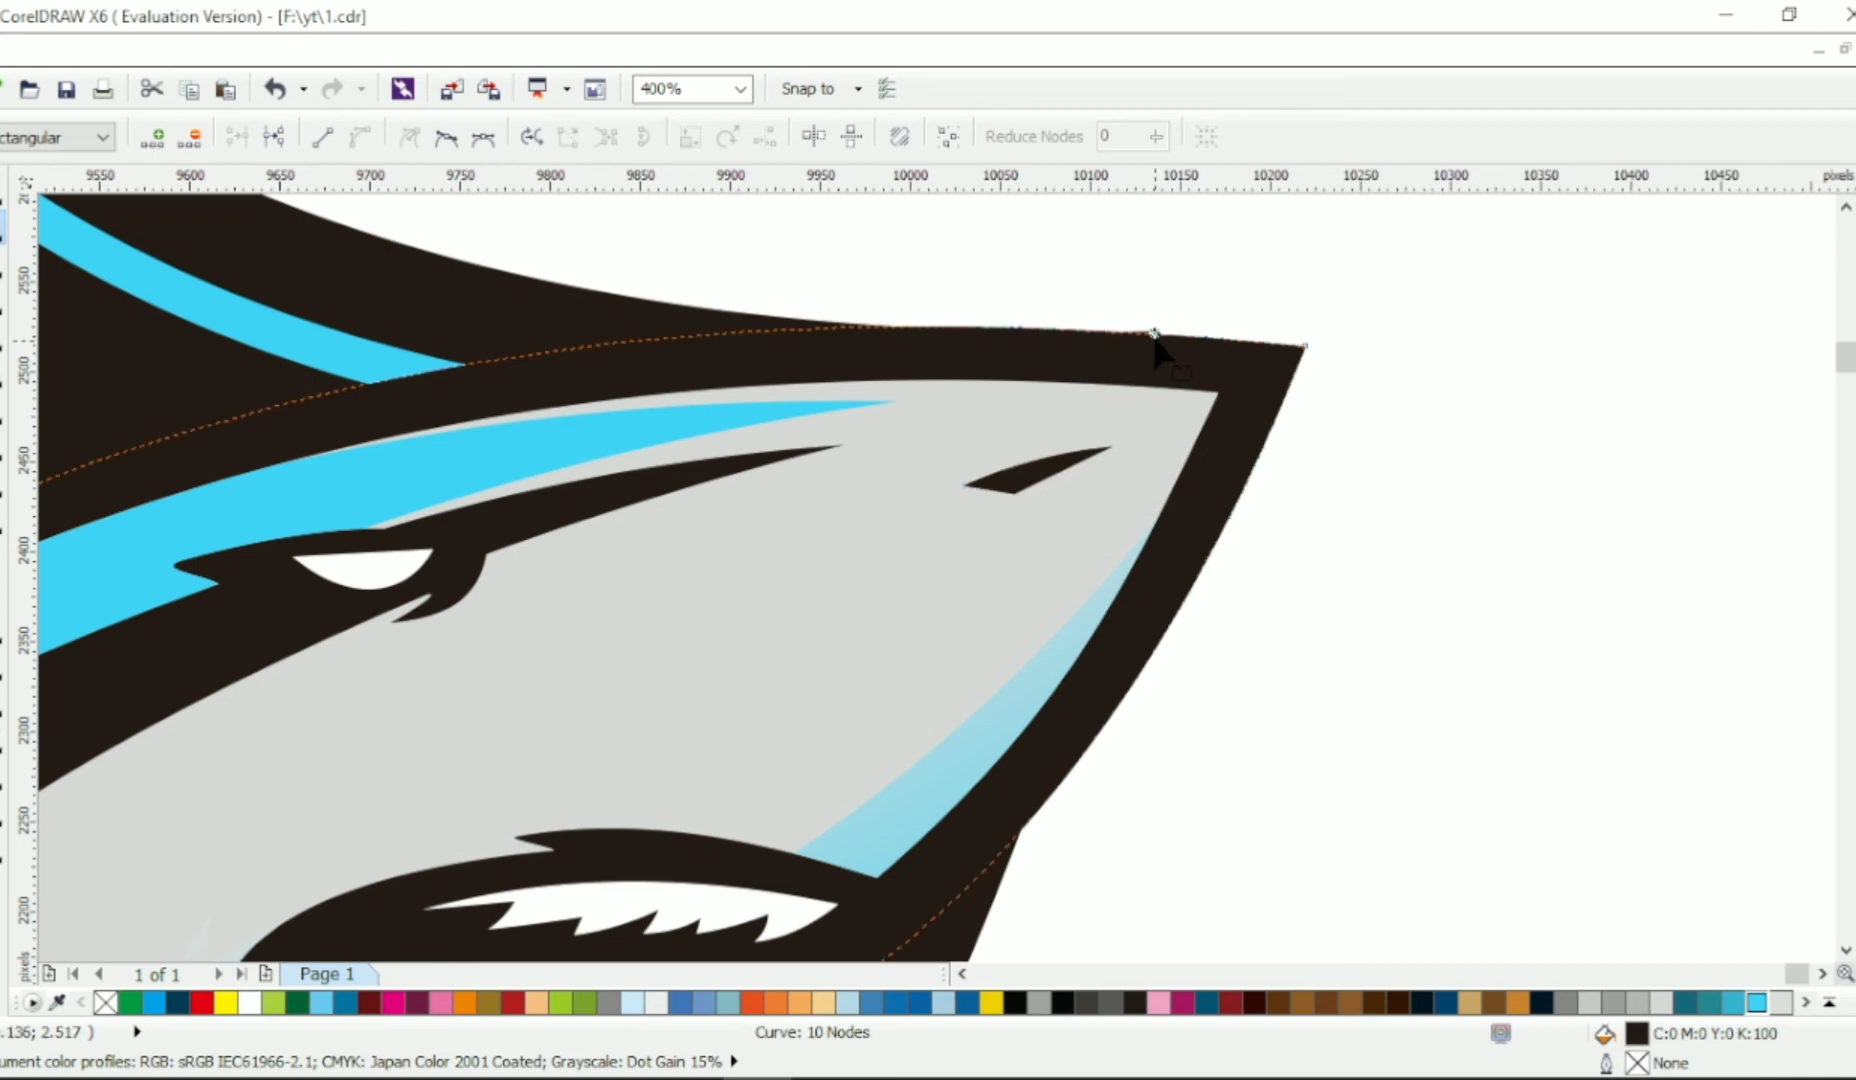 CorelDRAW X6 ( Evaluation Version) - [F:\yt\1.cdr]
400%
Snap to
ctangular
Reduce Nodes 0
9550 9600 9650 9700 9750 9800 9850 9900 9950 10000 10050 10100 10150 10200 10250 10300 10350 10400 10450 pixels
2550
2500
2450
2400
2350
2300
2250
2200
pixels
1 of 1
Page 1
.136; 2.517 )
Curve: 10 Nodes
C:0 M:0 Y:0 K:100
ument color profiles: RGB: sRGB IEC61966-2.1; CMYK: Japan Color 2001 Coated; Grayscale: Dot Gain 15%
None